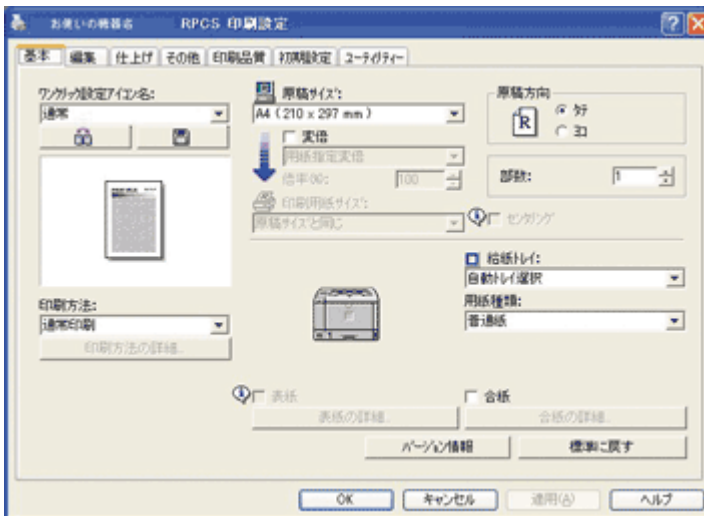 お使いの機器名 RPCS 印刷設定
基本 編集 仕上げ その他 印刷品質 初期設定 ユーティリティー
ワンクリック設定アイコン名:
通常
原稿サイズ:
A4 (210 x 297 mm)
変倍
用紙指定変倍
倍率(%): 100
印刷用紙サイズ:
原稿サイズと同じ
原稿方向
R
タテ
ヨコ
部数: 1
センタリング
給紙トレイ:
自動トレイ選択
用紙種類:
普通紙
印刷方法:
通常印刷
印刷方法の詳細...
表紙
表紙の詳細...
合紙
合紙の詳細...
バージョン情報 標準に戻す
OK キャンセル 適用(A) ヘルプ